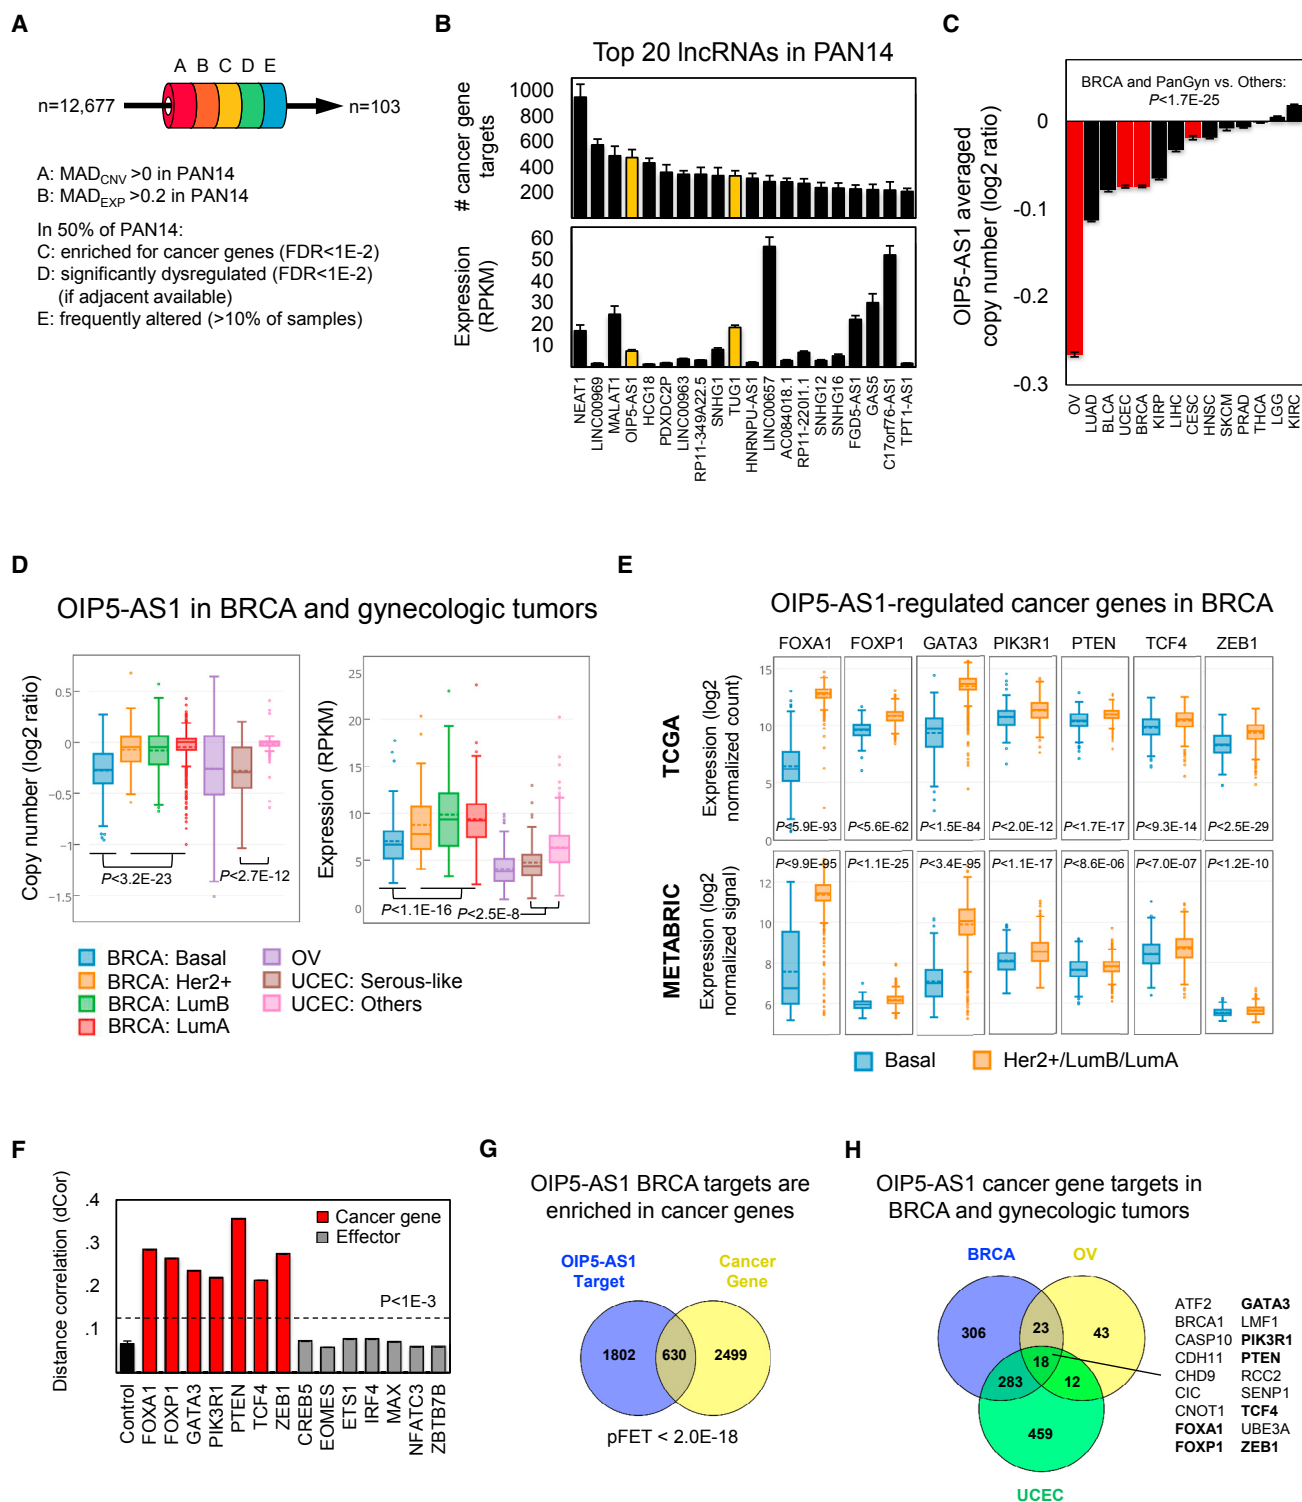 A
A B C D E
n=12,677
n=103
A: MADCNV >0 in PAN14
B: MADEXP >0.2 in PAN14
In 50% of PAN14:
C: enriched for cancer genes (FDR<1E-2)
D: significantly dysregulated (FDR<1E-2)
(if adjacent available)
E: frequently altered (>10% of samples)
B
Top 20 lncRNAs in PAN14
# cancer gene
targets
1000
800
600
400
200
Expression
(RPKM)
60
50
40
30
20
10
NEAT1
LINC00969
MALAT1
OIP5-AS1
HCG18
PDXDC2P
LINC00963
RP11-349A22.5
SNHG1
TUG1
HNRNPU-AS1
LINC00657
AC084018.1
RP11-220I1.1
SNHG12
SNHG16
FGD5-AS1
GAS5
C17orf76-AS1
TPT1-AS1
C
BRCA and PanGyn vs. Others:
P<1.7E-25
OIP5-AS1 averaged
copy number (log2 ratio)
0
-0.1
-0.2
-0.3
OV
LUAD
BLCA
UCEC
BRCA
KIRP
LIHC
CESC
HNSC
SKCM
PRAD
THCA
LGG
KIRC
D
OIP5-AS1 in BRCA and gynecologic tumors
Copy number (log2 ratio)
0.5
0
−0.5
−1
−1.5
P<3.2E-23
P<2.7E-12
Expression (RPKM)
25
20
15
10
5
0
P<1.1E-16
P<2.5E-8
BRCA: Basal
BRCA: Her2+
BRCA: LumB
BRCA: LumA
OV
UCEC: Serous-like
UCEC: Others
E
OIP5-AS1-regulated cancer genes in BRCA
FOXA1 FOXP1 GATA3 PIK3R1 PTEN TCF4 ZEB1
TCGA
Expression (log2
normalized count)
15
10
5
0
P<5.9E-93 P<5.6E-62 P<1.5E-84 P<2.0E-12 P<1.7E-17 P<9.3E-14 P<2.5E-29
METABRIC
Expression (log2
normalized signal)
P<9.9E-95 P<1.1E-25 P<3.4E-95 P<1.1E-17 P<8.6E-06 P<7.0E-07 P<1.2E-10
12
10
8
6
Basal
Her2+/LumB/LumA
F
Distance correlation (dCor)
.4
.3
.2
.1
Cancer gene
Effector
P<1E-3
Control
FOXA1
FOXP1
GATA3
PIK3R1
PTEN
TCF4
ZEB1
CREB5
EOMES
ETS1
IRF4
MAX
NFATC3
ZBTB7B
G
OIP5-AS1 BRCA targets are
enriched in cancer genes
OIP5-AS1
Target
Cancer
Gene
1802
630
2499
pFET < 2.0E-18
H
OIP5-AS1 cancer gene targets in
BRCA and gynecologic tumors
BRCA
OV
306
23
43
18
283
12
459
UCEC
ATF2 GATA3
BRCA1 LMF1
CASP10 PIK3R1
CDH11 PTEN
CHD9 RCC2
CIC SENP1
CNOT1 TCF4
FOXA1 UBE3A
FOXP1 ZEB1